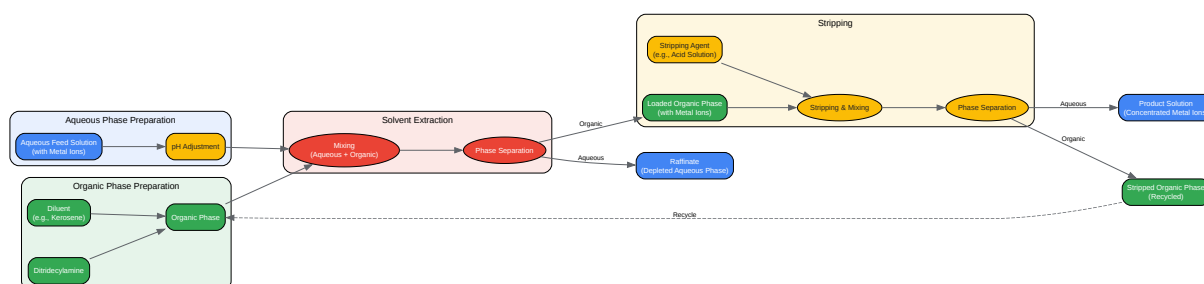 Stripping
Stripping Agent
(e.g., Acid Solution)
Loaded Organic Phase
(with Metal Ions)
Stripping & Mixing
Phase Separation
Aqueous
Product Solution
(Concentrated Metal Ions
Aqueous Phase Preparation
Aqueous Feed Solution
(with Metal Ions)
pH Adjustment
Solvent Extraction
Mixing
(Aqueous + Organic)
Phase Separation
Organic
Aqueous
Raffinate
(Depleted Aqueous Phase)
Organic
Stripped Organic Phase
(Recycled)
Organic Phase Preparation
Diluent
(e.g., Kerosene)
Organic Phase
Ditridecylamine
Recycle